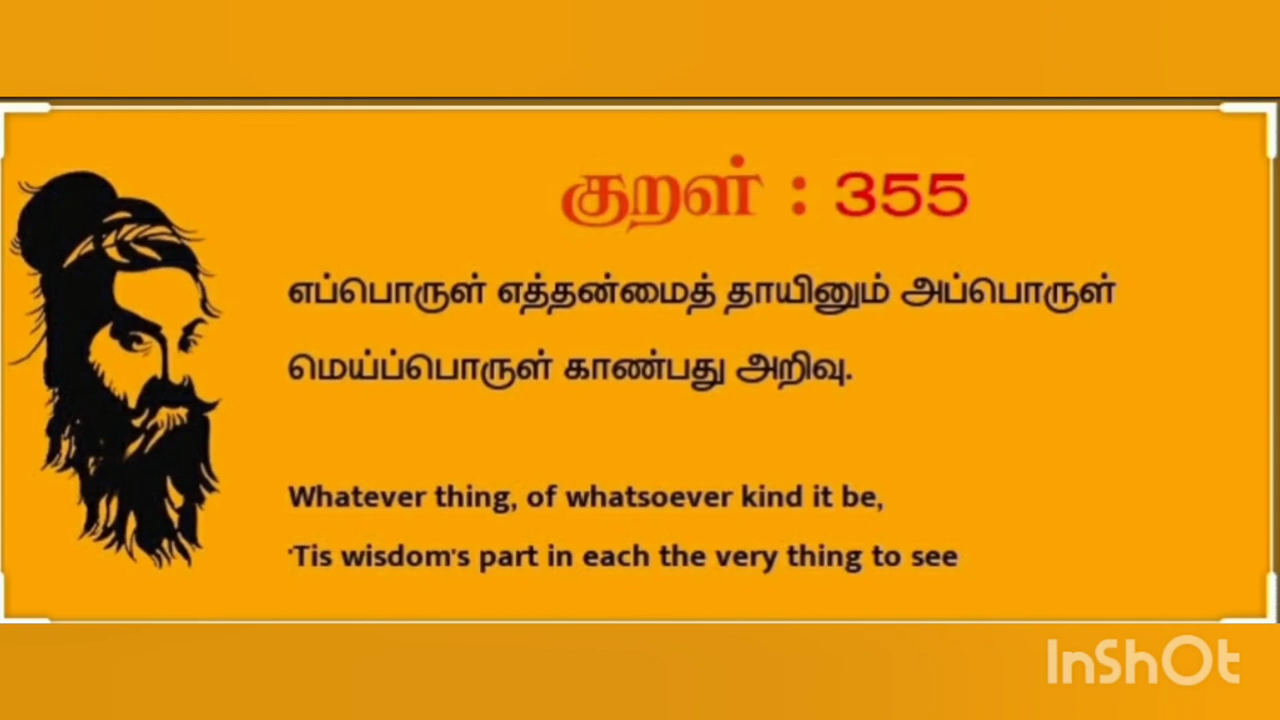 குறள் : 355
எப்பொருள் எத்தன்மைத் தாயினும் அப்பொருள்
மெய்ப்பொருள் காண்பது அறிவு.
Whatever thing, of whatsoever kind it be,
'Tis wisdom's part in each the very thing to see
InShOt